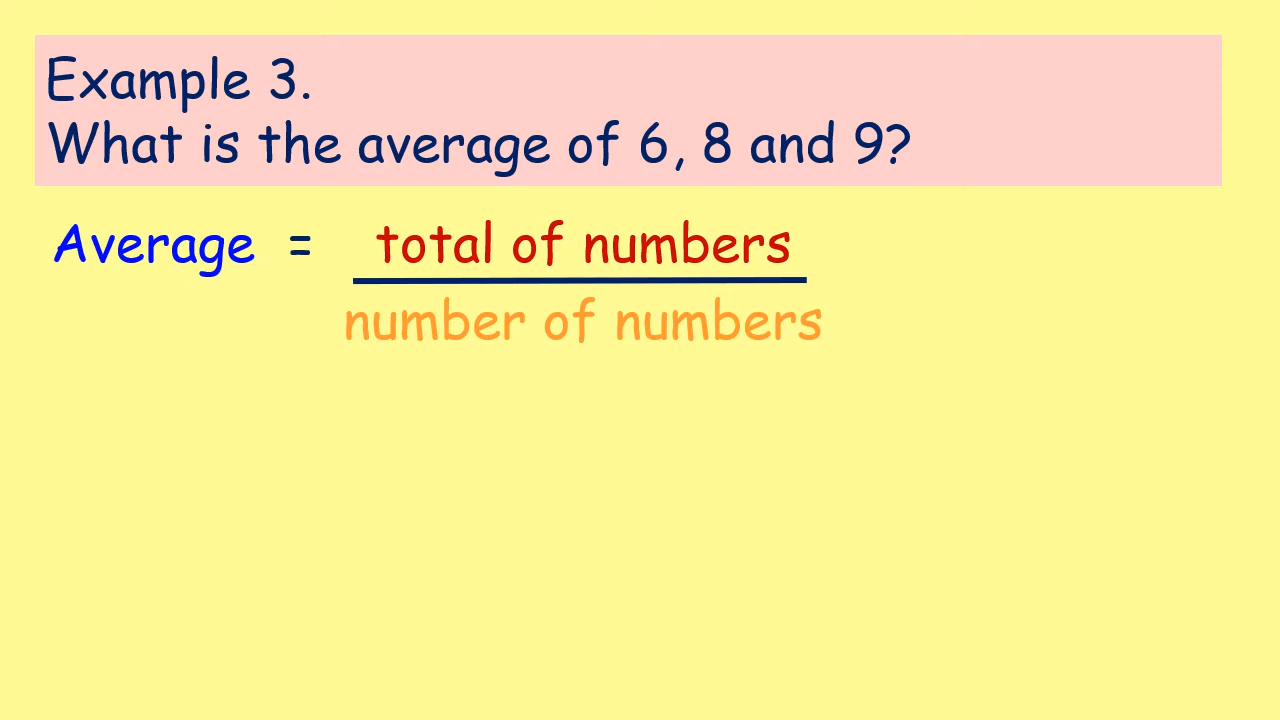 Example 3.
What is the average of 6, 8 and 9?
Average = total of numbers
number of numbers